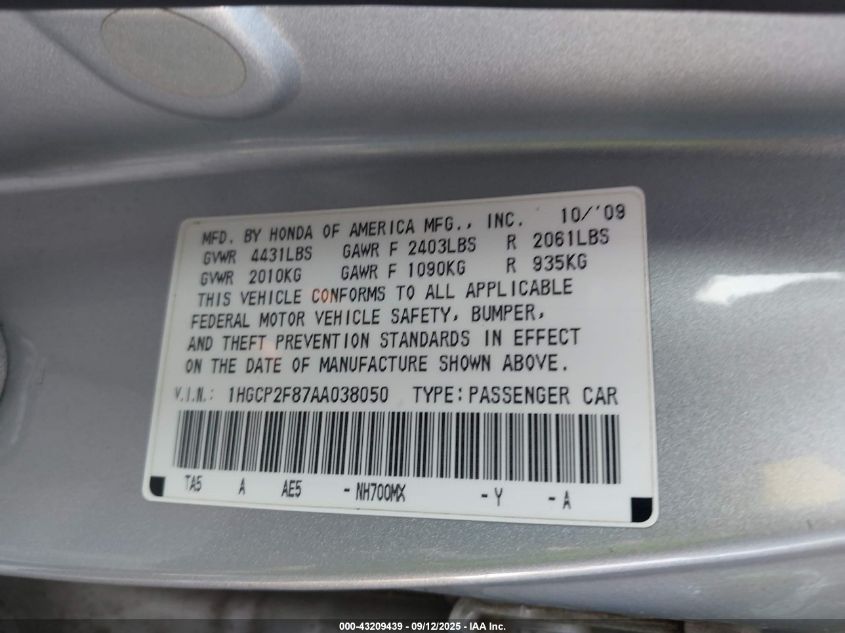 MFD. BY HONDA OF AMERICA MFG., INC. 10/'09
GVWR 4431LBS GAWR F 2403LBS R 2061LBS
GVWR 2010KG GAWR F 1090KG R 935KG
THIS VEHICLE CONFORMS TO ALL APPLICABLE
FEDERAL MOTOR VEHICLE SAFETY, BUMPER,
AND THEFT PREVENTION STANDARDS IN EFFECT
ON THE DATE OF MANUFACTURE SHOWN ABOVE.
V.I.N.: 1HGCP2F87AA038050 TYPE: PASSENGER CAR
TA5 A AE5 - NH700MX - Y - A
000-43209439 - 09/12/2025 - IAA Inc.